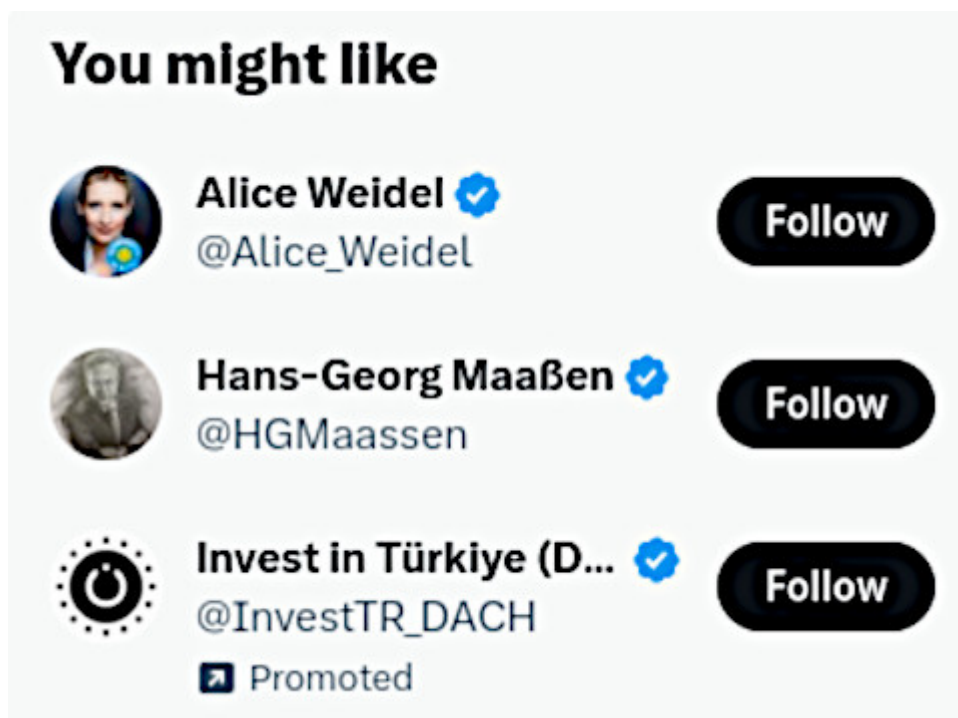 You might like
Alice Weidel
@Alice_Weidel
Follow
Hans-Georg Maaßen
@HGMaassen
Follow
Invest in Türkiye (D...
@InvestTR_DACH
Follow
Promoted